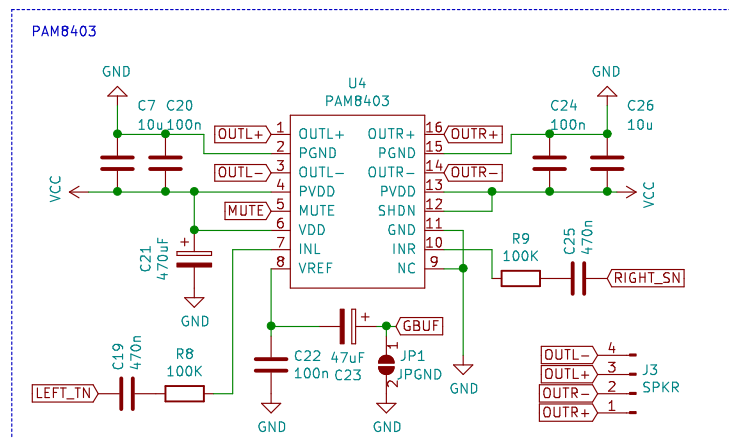 PAM8403
GND
GND
U4
PAM8403
C7
C20
10u
100n
C24
C26
100n
10u
OUTL+
1
OUTL+
OUTR+
16
OUTR+
2
PGND
PGND
15
OUTL-
3
OUTL-
OUTR-
14
OUTR-
VCC
4
PVDD
PVDD
13
VCC
MUTE
5
MUTE
SHDN
12
6
VDD
GND
11
7
INL
INR
10
8
VREF
NC
9
C21
470uF
+
GND
R9
100K
C25
470n
RIGHT_SN
+
GBUF
47uF
C23
C22
100n
1
JP1
JPGND
2
GND
GND
GND
C19
470n
R8
100K
LEFT_TN
OUTL-
4
OUTL+
3
OUTR-
2
OUTR+
1
J3
SPKR